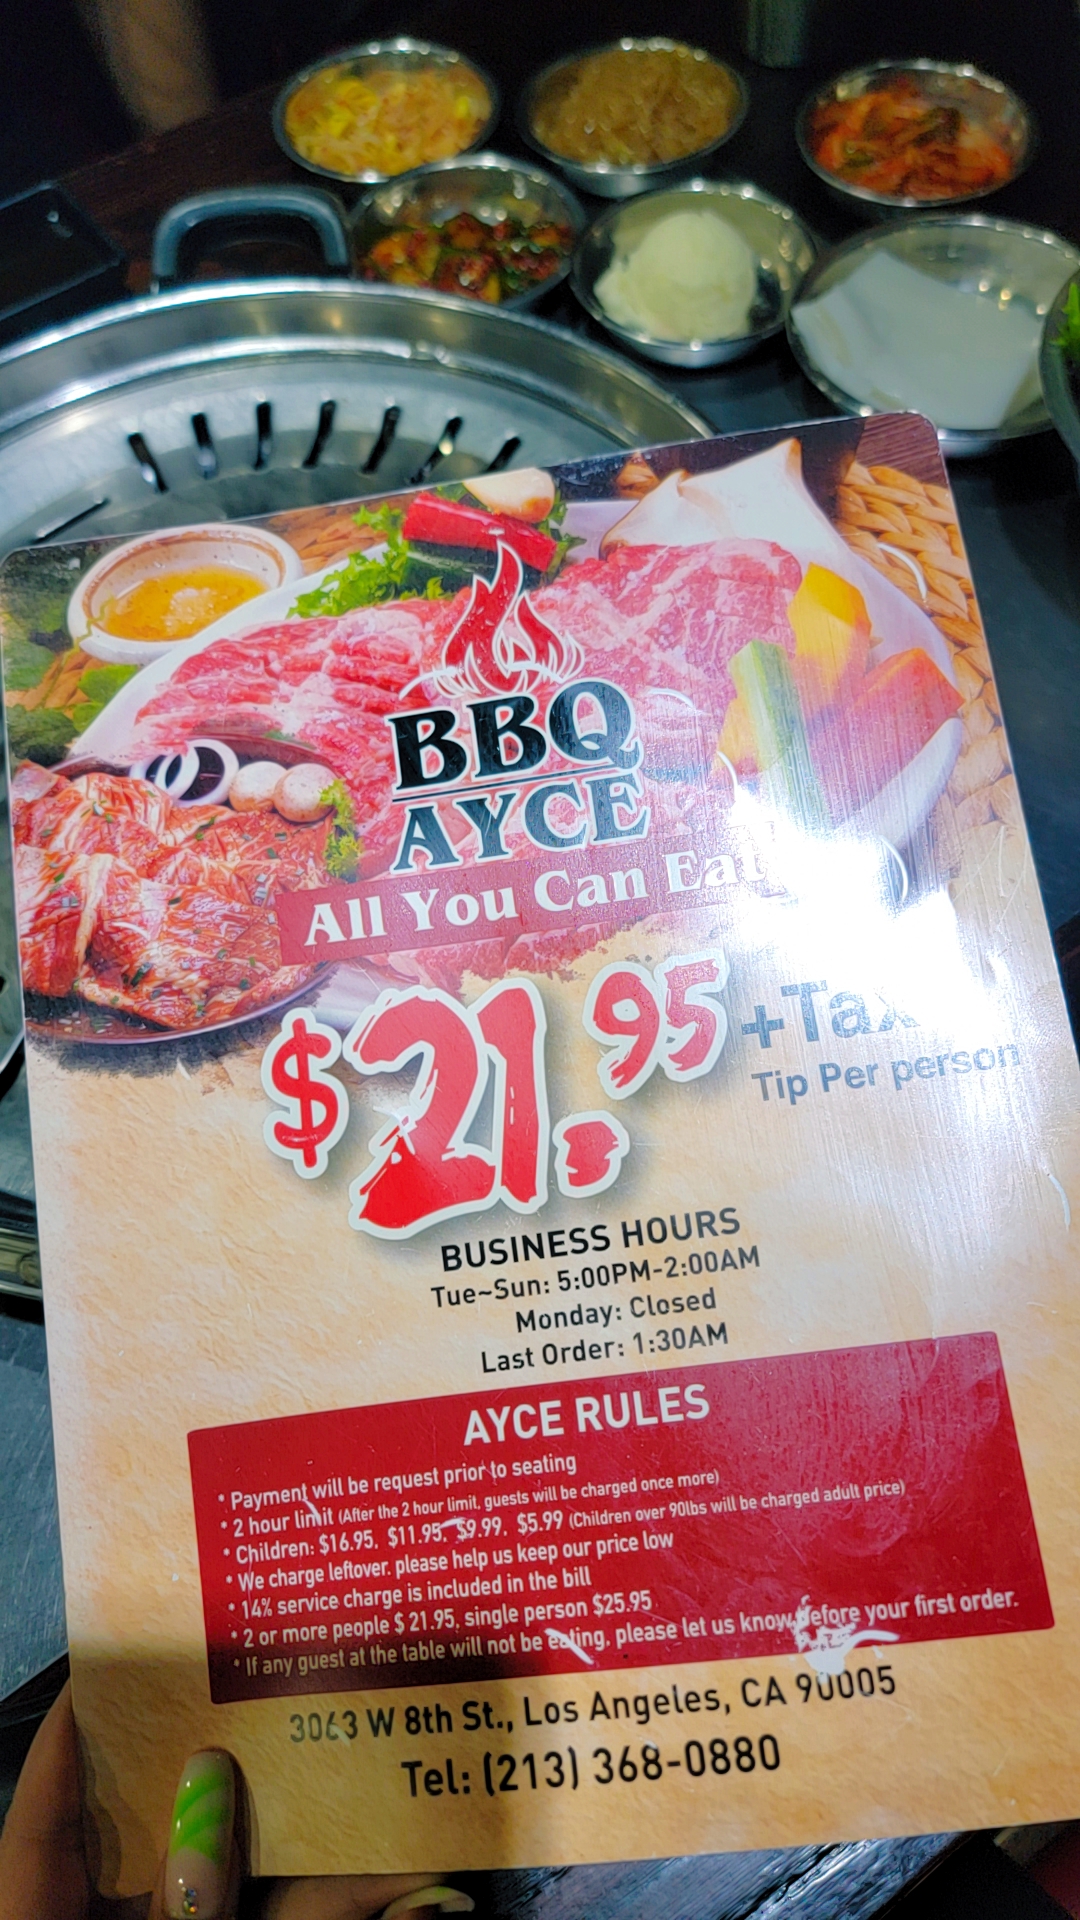 BBQ
AYCE
All You Can Eat
$21.95 +Tax
Tip Per person
BUSINESS HOURS
Tue~Sun: 5:00PM-2:00AM
Monday: Closed
Last Order: 1:30AM
AYCE RULES
* Payment will be request prior to seating
* 2 hour limit (After the 2 hour limit, guests will be charged once more)
* Children: $16.95, $11.95, $9.99, $5.99 (Children over 90lbs will be charged adult price)
* We charge leftover, please help us keep our price low
* 14% service charge is included in the bill
* 2 or more people $ 21.95, single person $25.95
* If any guest at the table will not be eating, please let us know before your first order.
3063 W 8th St., Los Angeles, CA 90005
Tel: (213) 368-0880